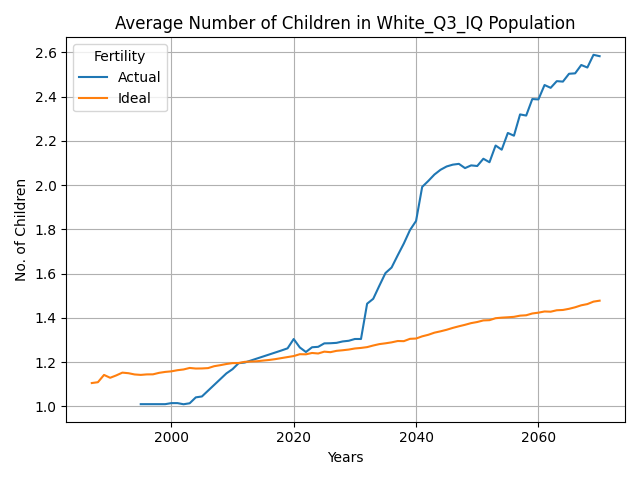 Average Number of Children in White_Q3_IQ Population
Fertility
Actual
Ideal
2.6
2.4
2.2
2.0
1.8
1.6
1.4
1.2
1.0
No. of Children
2000
2020
2040
2060
Years